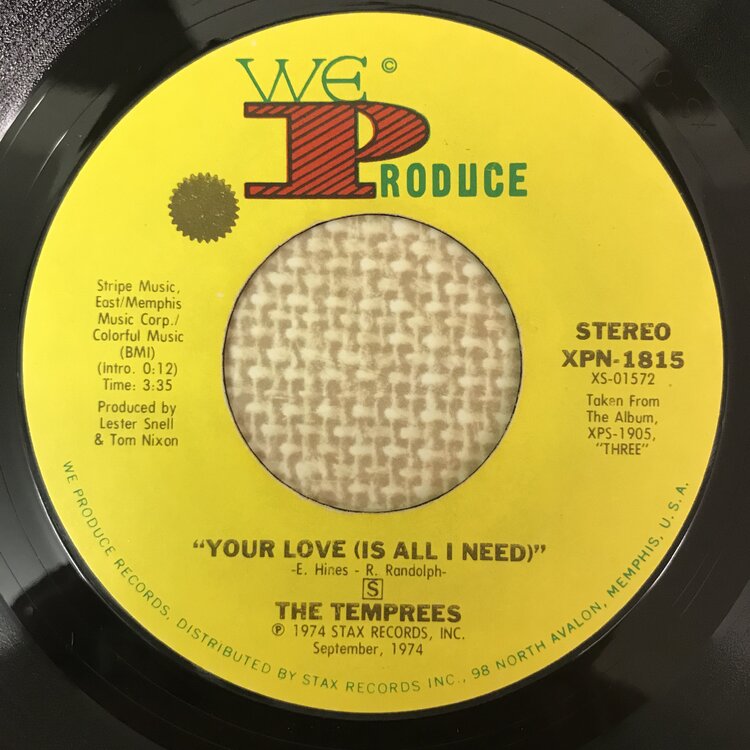 WE ©
PRODUCE
Stripe Music,
East/Memphis
Music Corp./
Colorful Music
(BMI)
(Intro. 0:12)
Time: 3:35
Produced by
Lester Snell
& Tom Nixon
STEREO
XPN-1815
XS-01572
Taken From
The Album,
XPS-1905,
"THREE"
"YOUR LOVE (IS ALL I NEED)"
-E. Hines - R. Randolph-
S
THE TEMPREES
℗ 1974 STAX RECORDS, INC.
September, 1974
WE PRODUCE RECORDS, DISTRIBUTED BY STAX RECORDS INC., 98 NORTH AVALON, MEMPHIS, U.S.A.